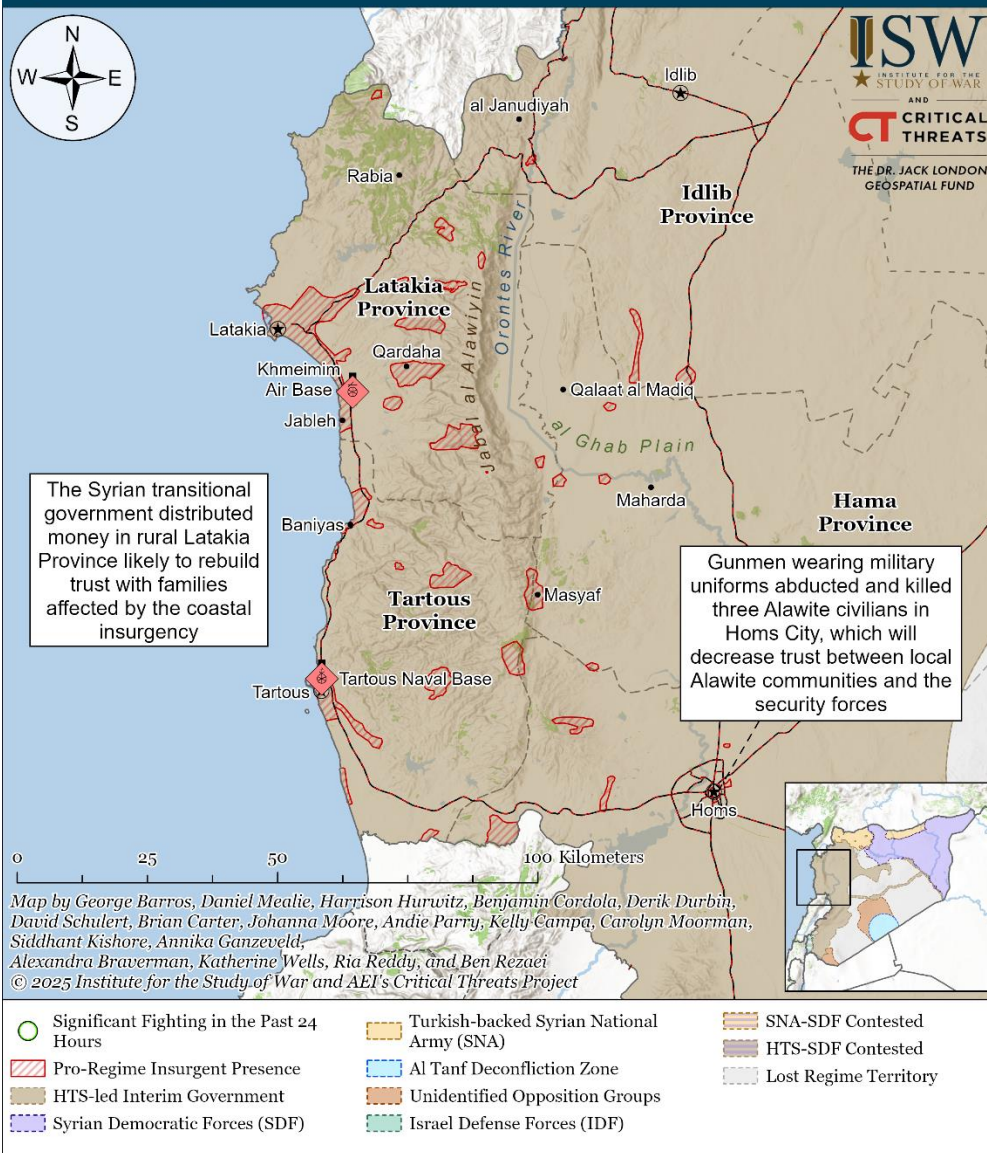 N
W E
S
ISW
INSTITUTE FOR THE
STUDY OF WAR
AND
CT CRITICAL
THREATS
THE DR. JACK LONDON
GEOSPATIAL FUND
Idlib
al Janudiyah
Rabia
Idlib
Province
Orontes River
Latakia
Province
Jabal al Alawiyin
Latakia
Qardaha
Khmeimim
Air Base
Qalaat al Madiq
Jableh
al Ghab Plain
Maharda
Hama
Province
The Syrian transitional
government distributed
money in rural Latakia
Province likely to rebuild
trust with families
affected by the coastal
insurgency
Baniyas
Gunmen wearing military
uniforms abducted and killed
three Alawite civilians in
Homs City, which will
decrease trust between local
Alawite communities and the
security forces
Masyaf
Tartous
Province
Tartous Naval Base
Tartous
Homs
0 25 50 100 Kilometers
Map by George Barros, Daniel Mealie, Harrison Hurwitz, Benjamin Cordola, Derik Durbin,
David Schulert, Brian Carter, Johanna Moore, Andie Parry, Kelly Campa, Carolyn Moorman,
Siddhant Kishore, Annika Ganzeveld,
Alexandra Braverman, Katherine Wells, Ria Reddy, and Ben Rezaei
© 2025 Institute for the Study of War and AEI's Critical Threats Project
Significant Fighting in the Past 24
Hours
Pro-Regime Insurgent Presence
HTS-led Interim Government
Syrian Democratic Forces (SDF)
Turkish-backed Syrian National
Army (SNA)
Al Tanf Deconfliction Zone
Unidentified Opposition Groups
Israel Defense Forces (IDF)
SNA-SDF Contested
HTS-SDF Contested
Lost Regime Territory